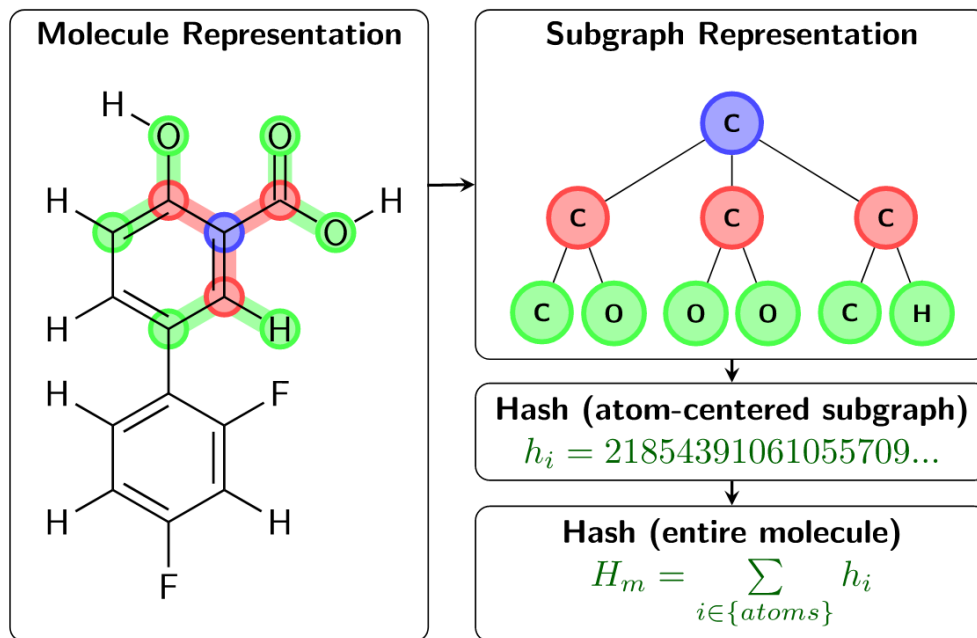 Molecule Representation
H
O
O
H
H
O
H
H
H
F
H
H
F
Subgraph Representation
C
C C C
C O O O C H
Hash (atom-centered subgraph)
h_i = 21854391061055709...
Hash (entire molecule)
H_m = ∑ h_i
i∈{atoms}